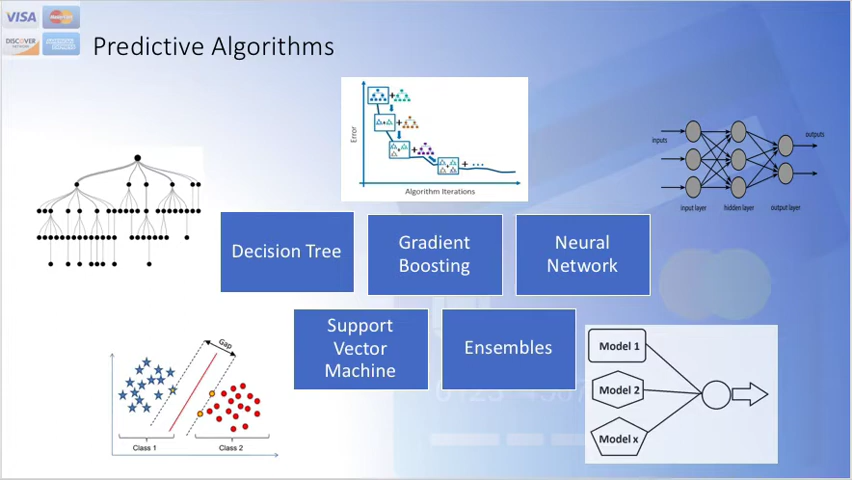 VISA
MasterCard
DISCOVER
AMERICAN EXPRESS
Predictive Algorithms
Error
Algorithm Iterations
inputs
outputs
input layer
hidden layer
output layer
Decision Tree
Gradient
Boosting
Neural
Network
Support
Vector
Machine
Ensembles
Gap
Class 1
Class 2
Model 1
Model 2
Model x